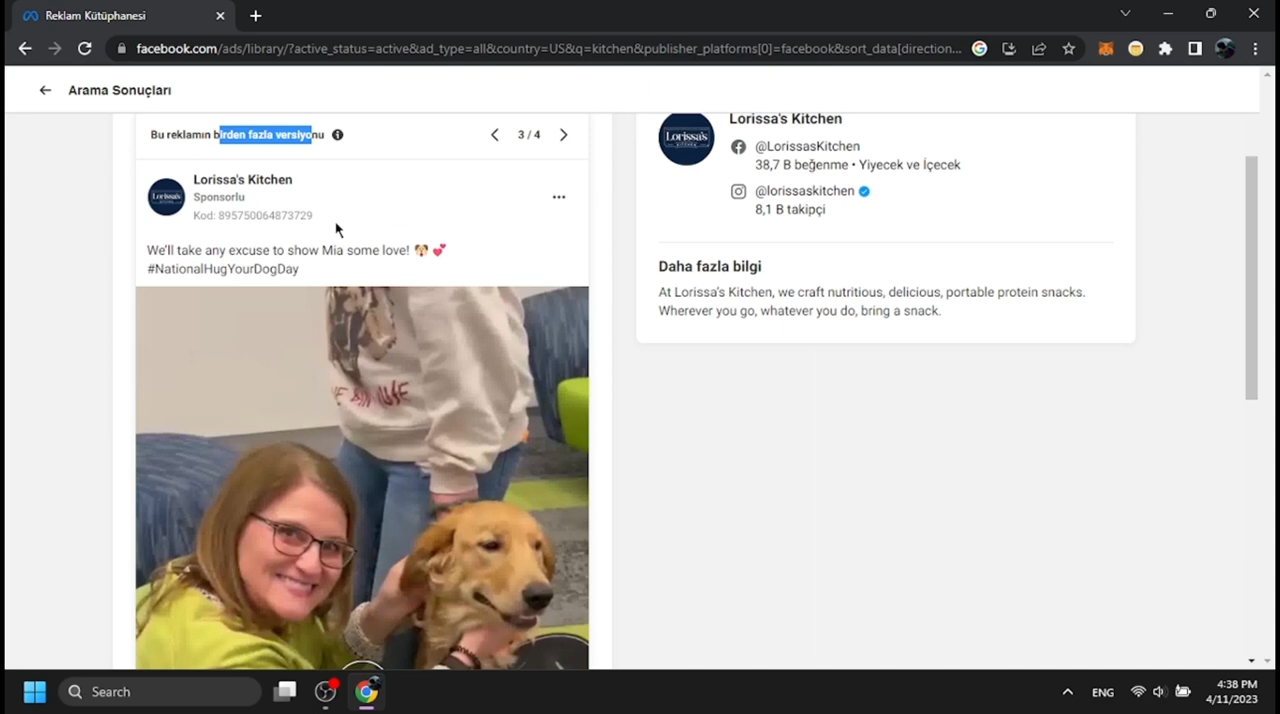 Reklam Kütüphanesi
facebook.com/ads/library/?active_status=active&ad_type=all&country=US&q=kitchen&publisher_platforms[0]=facebook&sort_data[direction...
Arama Sonuçları
Bu reklamın birden fazla versiyonu
3 / 4
Lorissa's Kitchen
Sponsorlu
Kod: 895750064873729
We'll take any excuse to show Mia some love! 🐶 💕
#NationalHugYourDogDay
Lorissa's
KITCHEN
Lorissa's Kitchen
@LorissasKitchen
38,7 B beğenme • Yiyecek ve İçecek
@lorissaskitchen
8,1 B takipçi
Daha fazla bilgi
At Lorissa's Kitchen, we craft nutritious, delicious, portable protein snacks.
Wherever you go, whatever you do, bring a snack.
Search
ENG
4:38 PM
4/11/2023